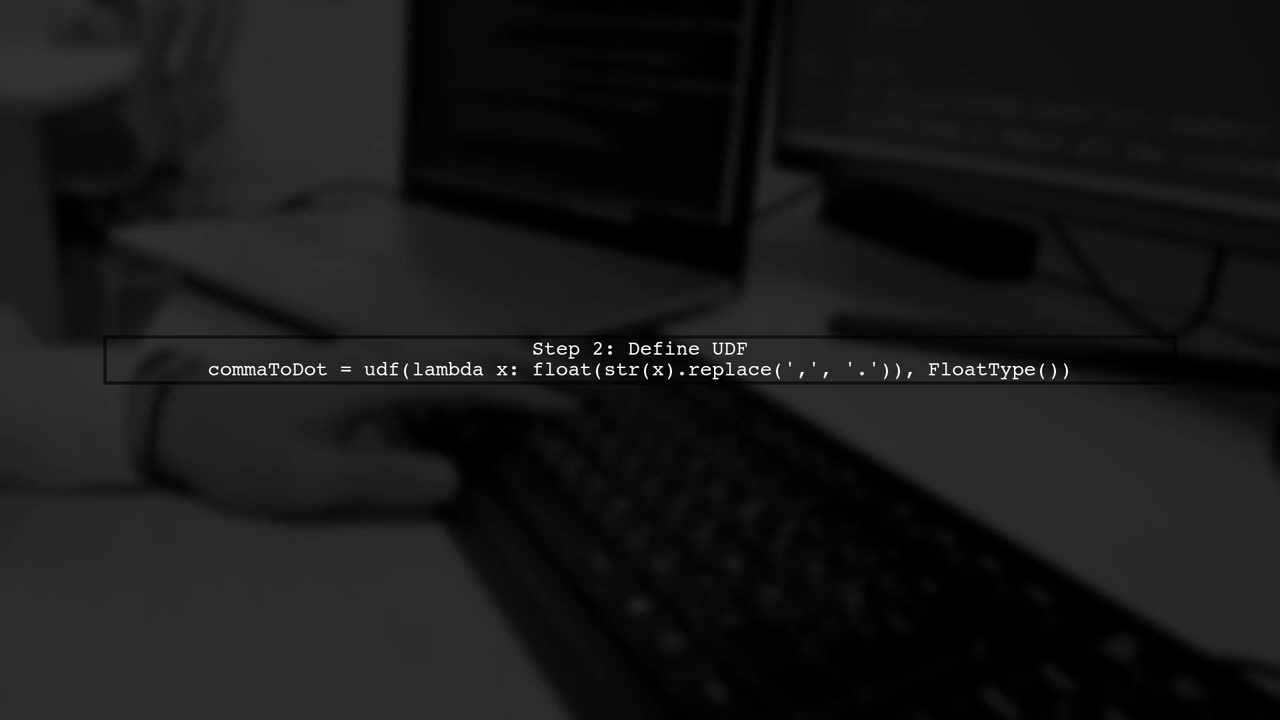 Step 2: Define UDF
commaToDot = udf(lambda x: float(str(x).replace(',', '.')), FloatType())